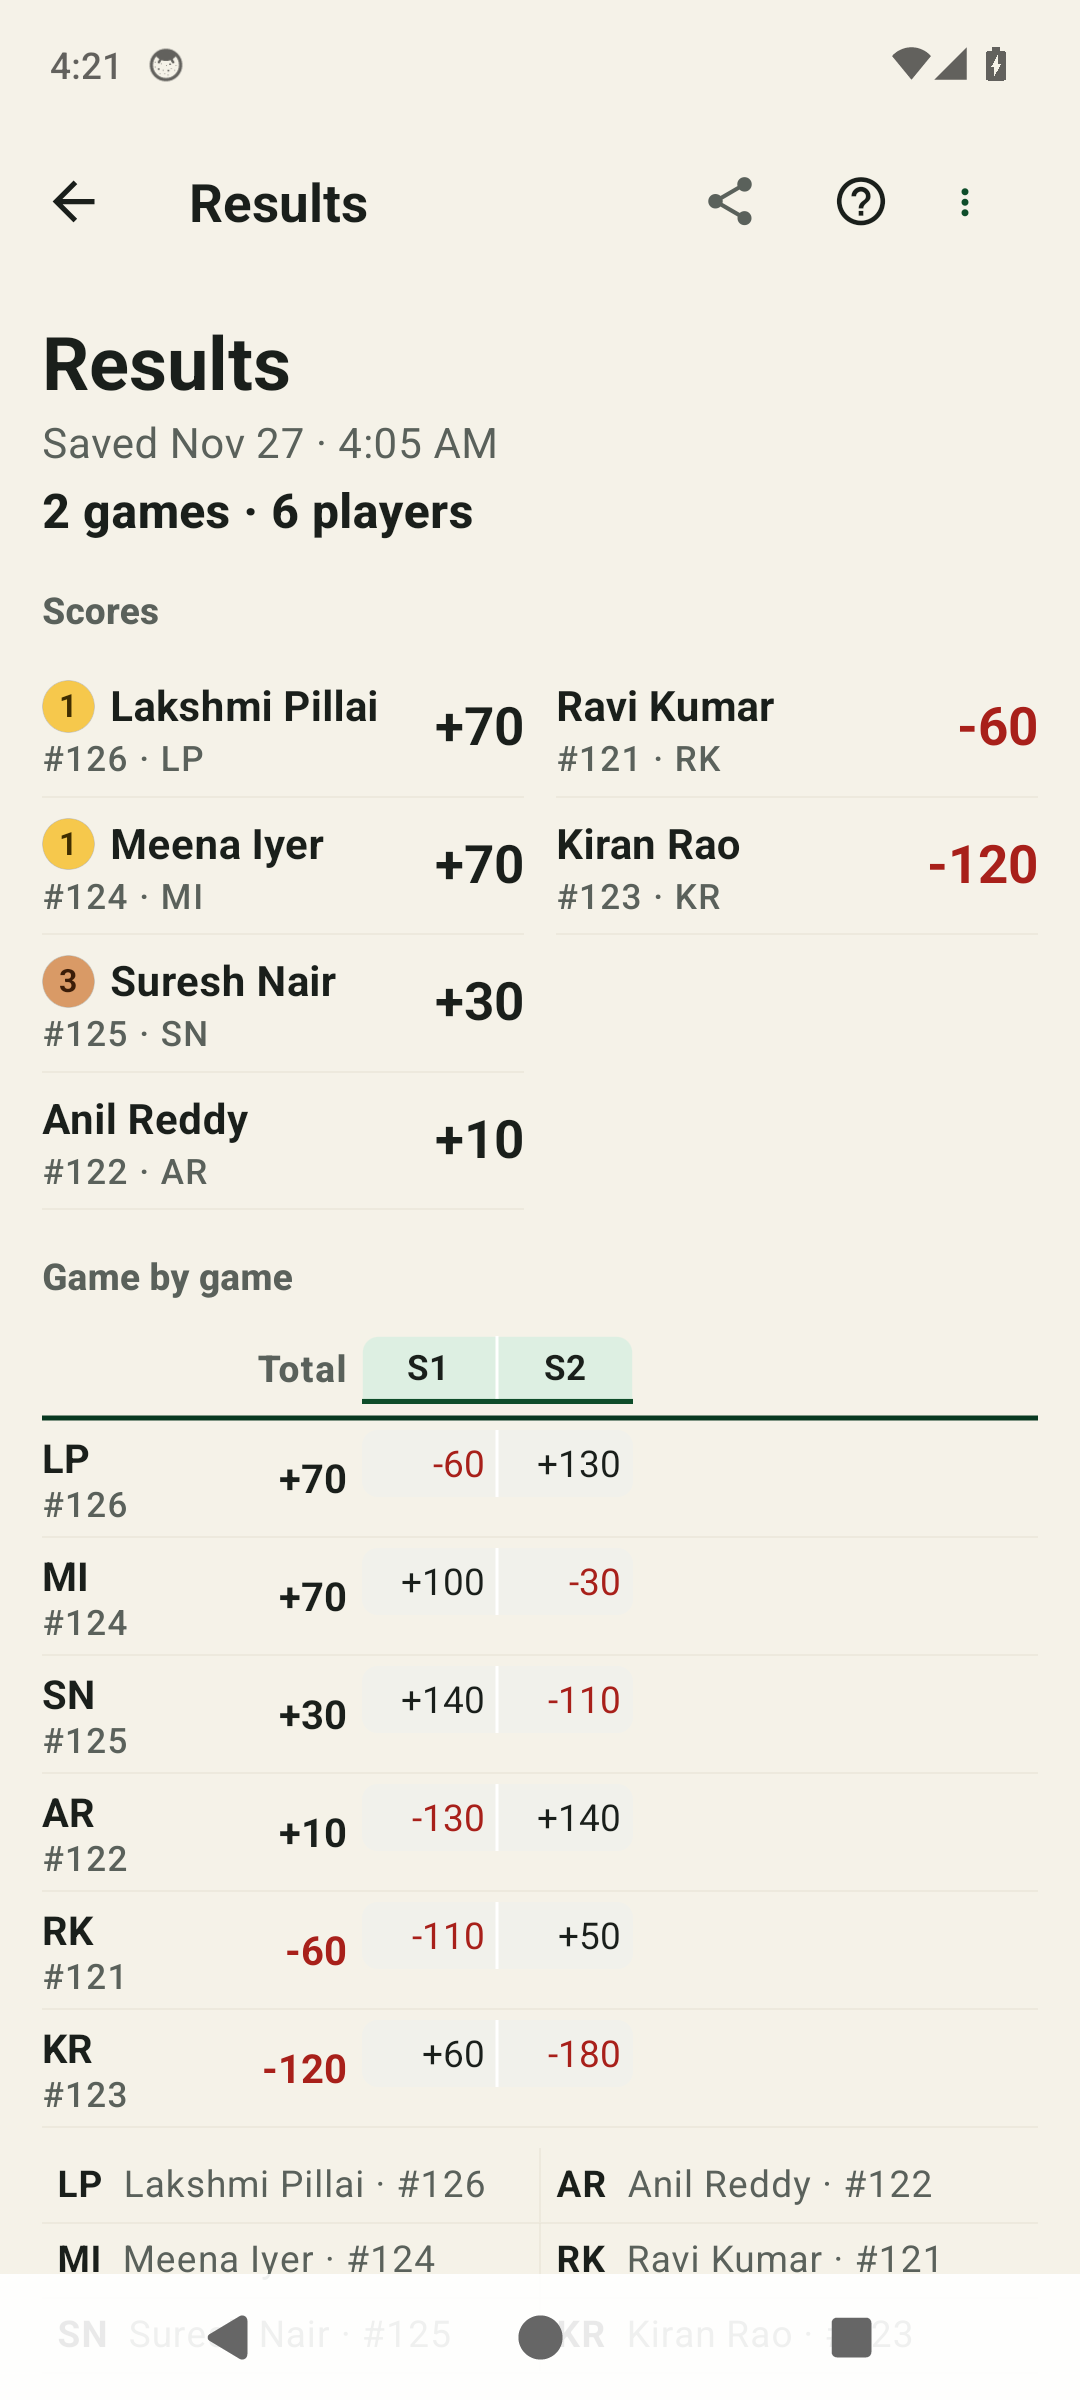 4:21
Results
Results
Saved Nov 27 · 4:05 AM
2 games · 6 players
Scores
1 Lakshmi Pillai +70
#126 · LP
Ravi Kumar -60
#121 · RK
1 Meena Iyer +70
#124 · MI
Kiran Rao -120
#123 · KR
3 Suresh Nair +30
#125 · SN
Anil Reddy +10
#122 · AR
Game by game
Total S1 S2
LP +70 -60 +130
#126
MI +70 +100 -30
#124
SN +30 +140 -110
#125
AR +10 -130 +140
#122
RK -60 -110 +50
#121
KR -120 +60 -180
#123
LP Lakshmi Pillai · #126 AR Anil Reddy · #122
MI Meena Iyer · #124 RK Ravi Kumar · #121
SN Nair · #125 KR Kiran Rao ·